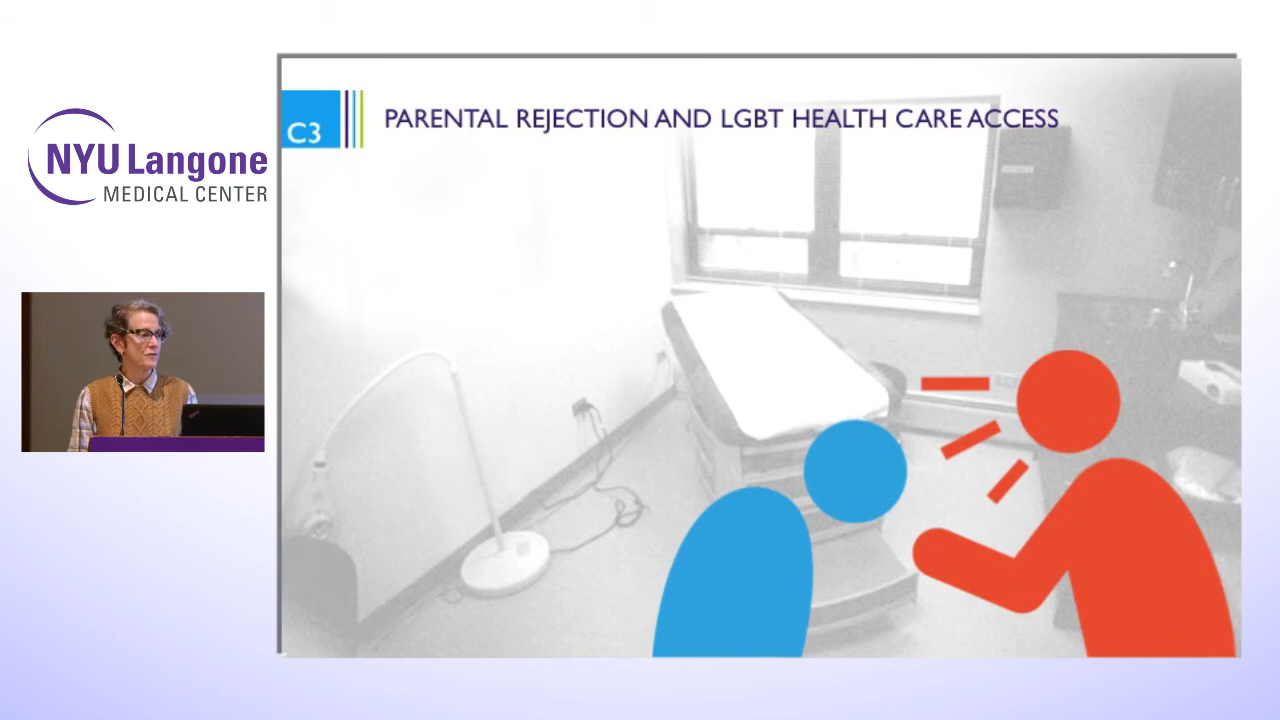 NYU Langone
MEDICAL CENTER
C3
PARENTAL REJECTION AND LGBT HEALTH CARE ACCESS